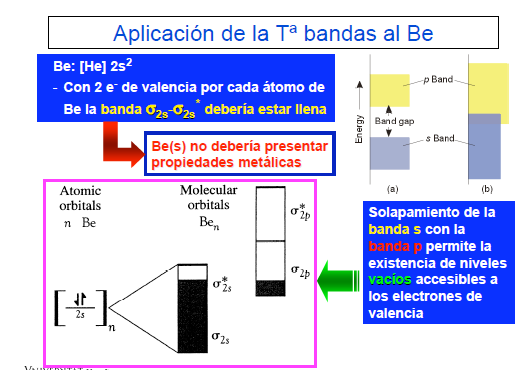 Aplicación de la Tª bandas al Be
Be: [He] 2s²
- Con 2 e⁻ de valencia por cada átomo de
Be la banda σ2s-σ2s* debería estar llena
Be(s) no debería presentar
propiedades metálicas
Energy
p Band
Band gap
s Band
(a)
(b)
Atomic
orbitals
n Be
Molecular
orbitals
Beₙ
σ*2p
σ2p
σ*2s
σ2s
[ 2s ]n
Solapamiento de la
banda s con la
banda p permite la
existencia de niveles
vacíos accesibles a
los electrones de
valencia